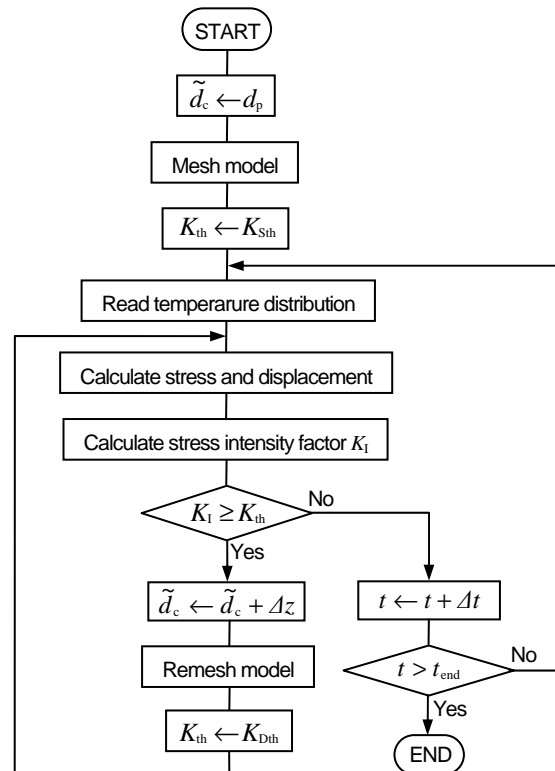 START
d̃c ← dp
Mesh model
Kth ← KSth
Read temperarure distribution
Calculate stress and displacement
Calculate stress intensity factor KI
KI ≥ Kth
No
Yes
d̃c ← d̃c + Δz
t ← t + Δt
Remesh model
t > tend
No
Kth ← KDth
Yes
END